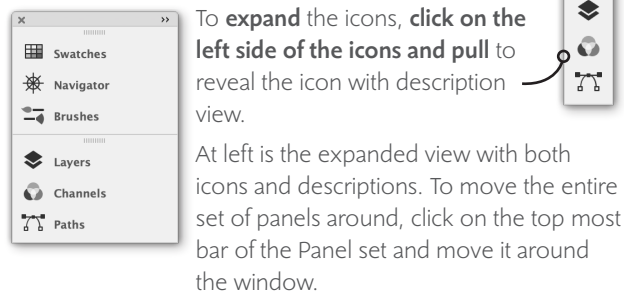 Swatches
Navigator
Brushes
Layers
Channels
Paths
To expand the icons, click on the
left side of the icons and pull to
reveal the icon with description
view.
At left is the expanded view with both
icons and descriptions. To move the entire
set of panels around, click on the top most
bar of the Panel set and move it around
the window.